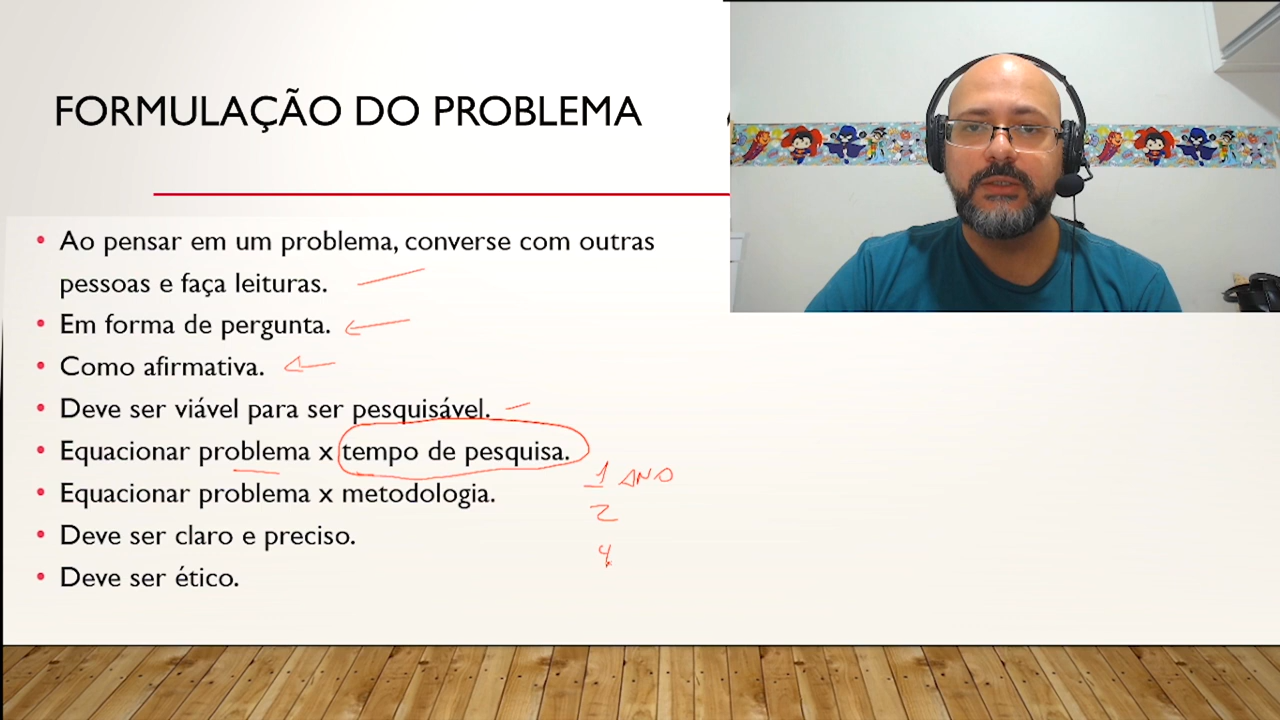 FORMULAÇÃO DO PROBLEMA
• Ao pensar em um problema, converse com outras
pessoas e faça leituras.
• Em forma de pergunta.
• Como afirmativa.
• Deve ser viável para ser pesquisável.
• Equacionar problema x tempo de pesquisa.
1 ANO
• Equacionar problema x metodologia.
2
• Deve ser claro e preciso.
4
• Deve ser ético.